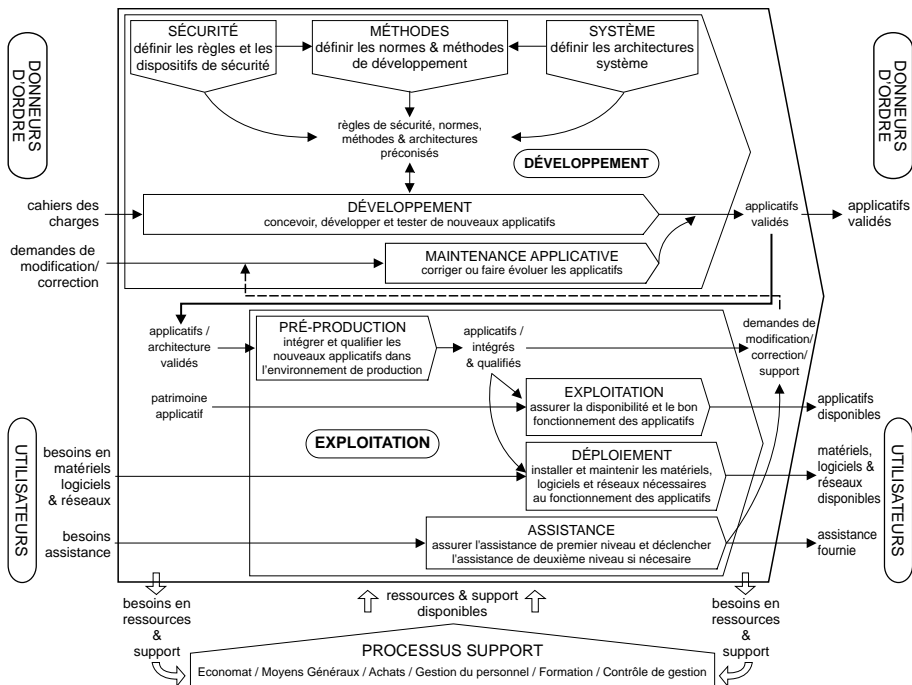 SÉCURITÉ
définir les règles et les
dispositifs de sécurité
MÉTHODES
définir les normes & méthodes
de développement
SYSTÈME
définir les architectures
système
DONNEURS
D'ORDRE
DONNEURS
D'ORDRE
règles de sécurité, normes,
méthodes & architectures
préconisés
DÉVELOPPEMENT
cahiers des
charges
DÉVELOPPEMENT
concevoir, développer et tester de nouveaux applicatifs
applicatifs
validés
applicatifs
validés
demandes de
modification/
correction
MAINTENANCE APPLICATIVE
corriger ou faire évoluer les applicatifs
applicatifs /
architecture
validés
PRÉ-PRODUCTION
intégrer et qualifier les
nouveaux applicatifs dans
l'environnement de production
applicatifs /
intégrés
& qualifiés
demandes de
modification/
correction/
support
patrimoine
applicatif
EXPLOITATION
assurer la disponibilité et le bon
fonctionnement des applicatifs
applicatifs
disponibles
EXPLOITATION
UTILISATEURS
UTILISATEURS
besoins en
matériels
logiciels
& réseaux
DÉPLOIEMENT
installer et maintenir les matériels,
logiciels et réseaux nécessaires
au fonctionnement des applicatifs
matériels,
logiciels &
réseaux
disponibles
besoins
assistance
ASSISTANCE
assurer l'assistance de premier niveau et déclencher
l'assistance de deuxième niveau si nécesaire
assistance
fournie
besoins en
ressources
&
support
ressources & support
disponibles
besoins en
ressources
&
support
PROCESSUS SUPPORT
Economat / Moyens Généraux / Achats / Gestion du personnel / Formation / Contrôle de gestion